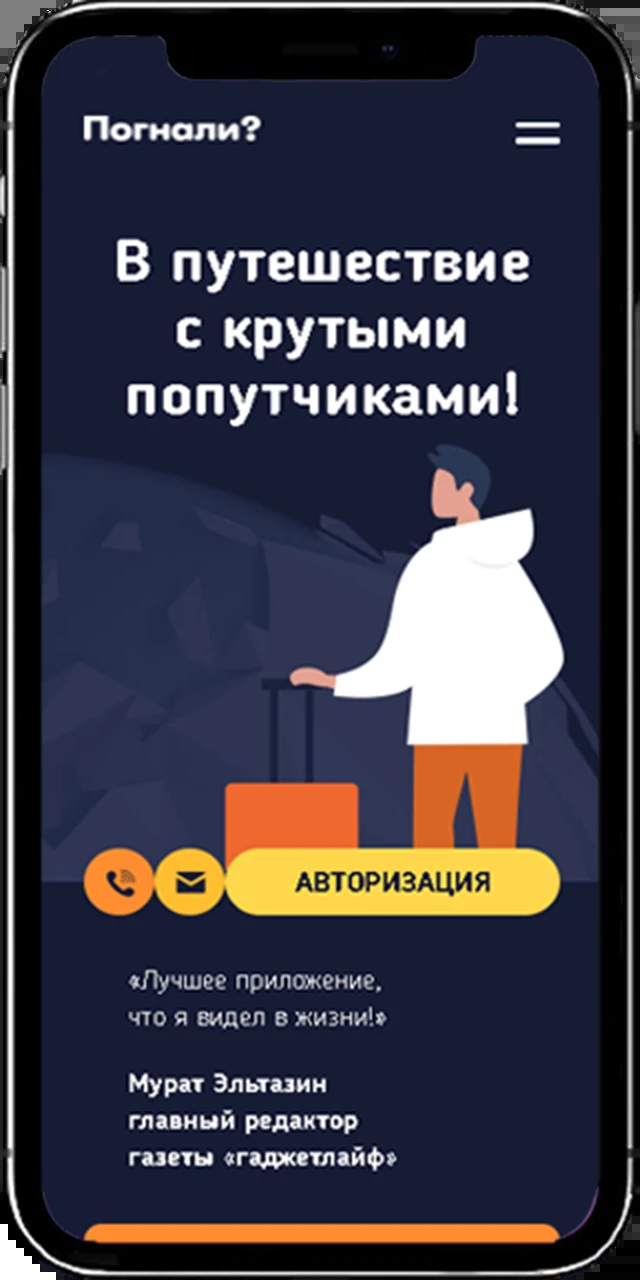 Погнали?
В путешествие
с крутыми
попутчиками!
АВТОРИЗАЦИЯ
«Лучшее приложение,
что я видел в жизни!»
Мурат Эльтазин
главный редактор
газеты «гаджетлайф»